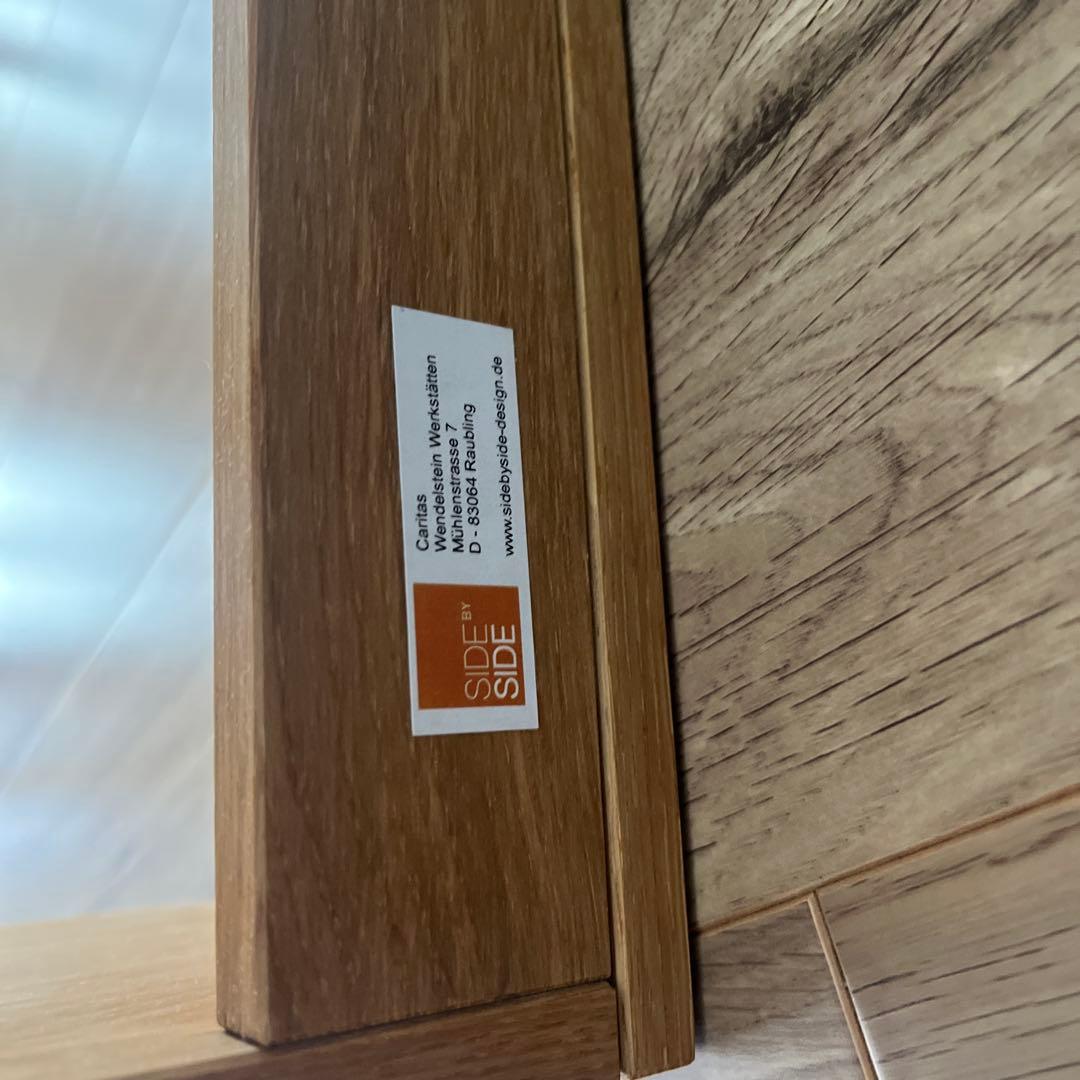 SIDE BY
SIDE
Caritas
Wendelstein Werkstätten
Mühlenstrasse 7
D - 83064 Raubling
www.sidebyside-design.de